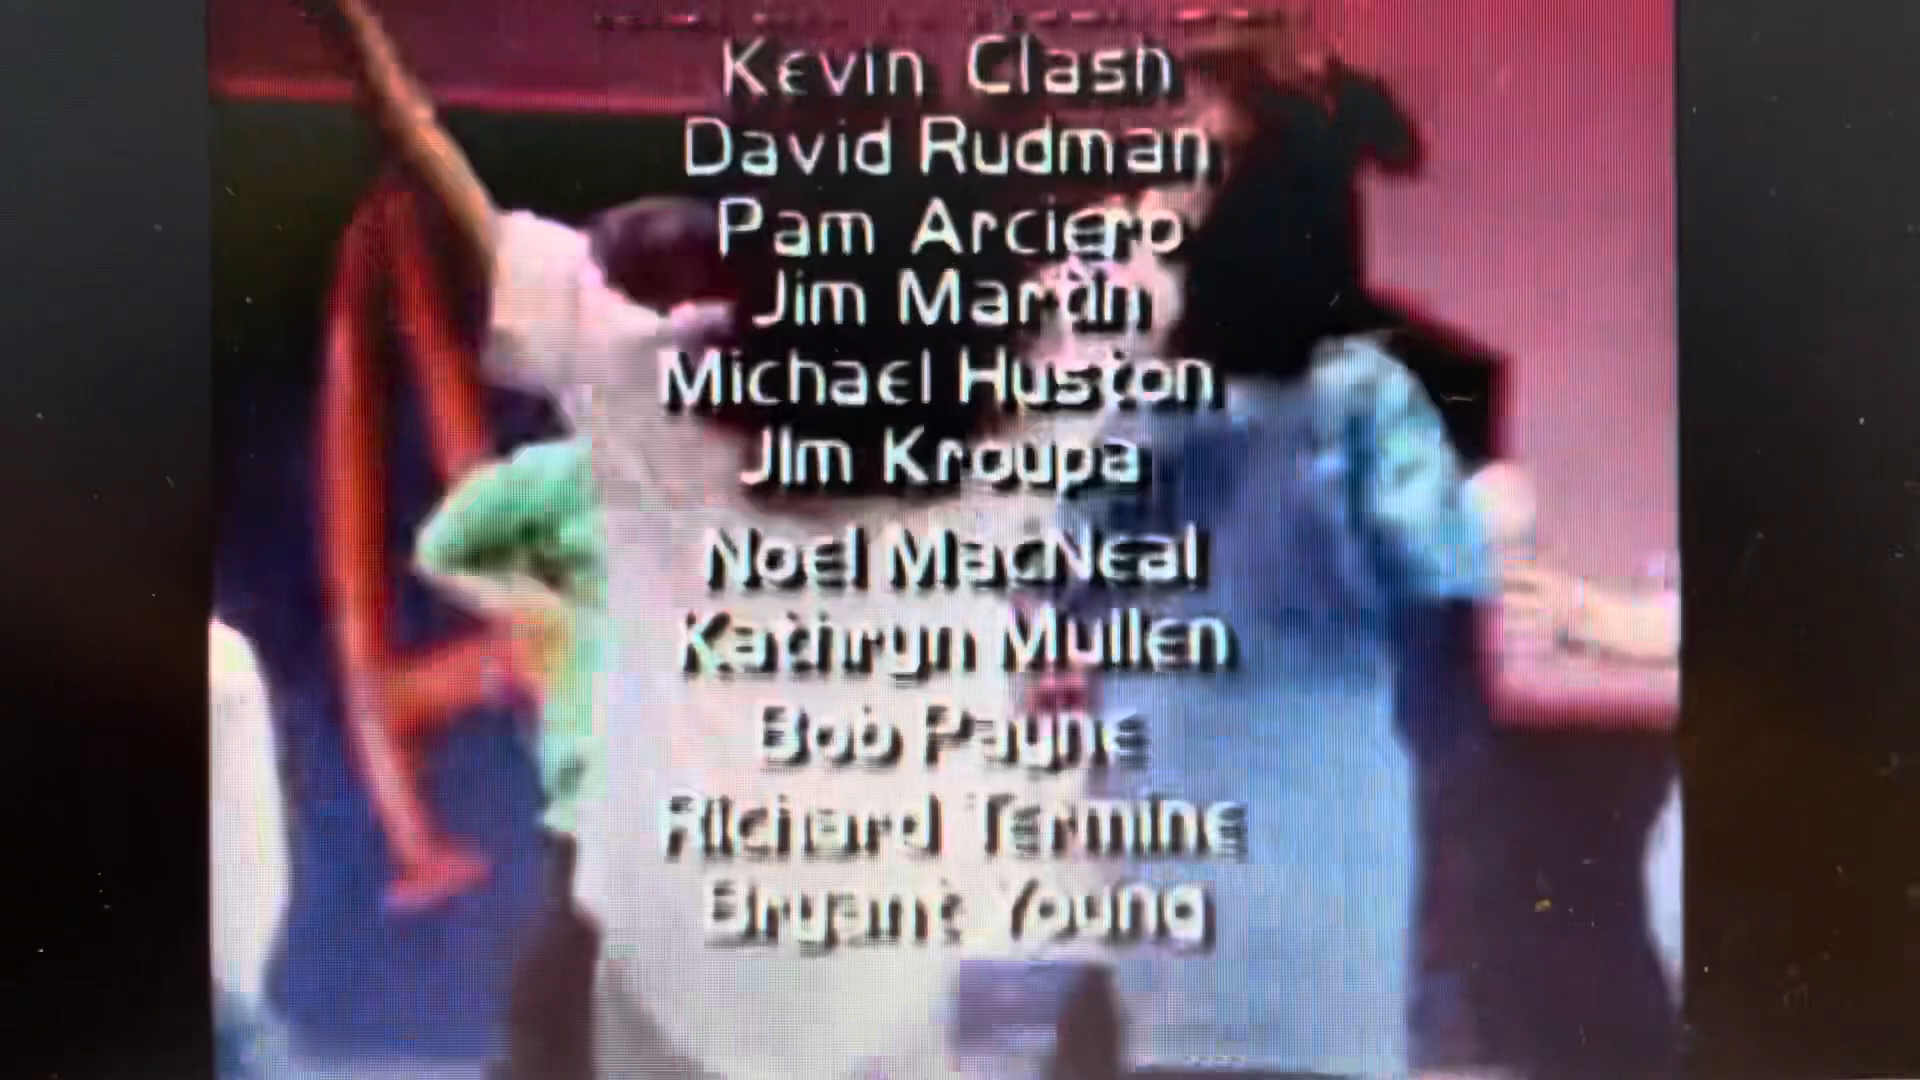 Kevin Clash
David Rudman
Pam Arciero
Jim Martin
Michael Huston
Jim Kroupa
Noel MacNeal
Kathryn Mullen
Bob Payne
Richard Termine
Bryant Young